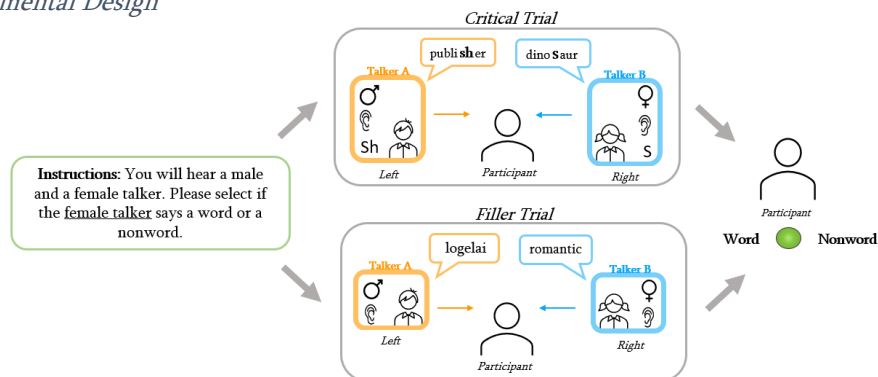 mental Design
Critical Trial
publisher
dinosaur
Talker A
Talker B
Sh
S
Left
Participant
Right
Instructions: You will hear a male
and a female talker. Please select if
the female talker says a word or a
nonword.
Participant
Word
Nonword
Filler Trial
logelai
romantic
Talker A
Talker B
Left
Right
Participant